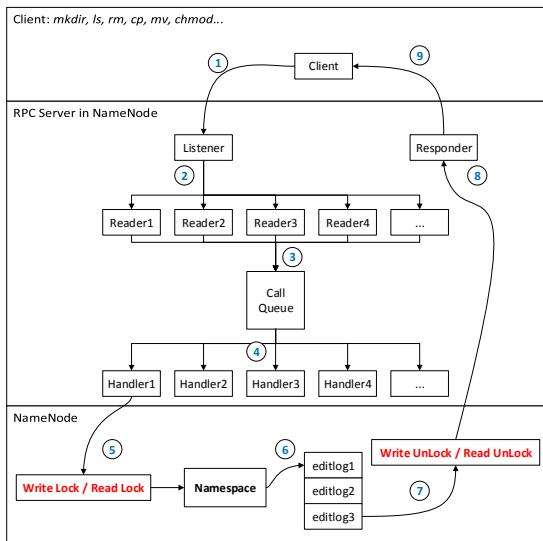 Client: mkdir, ls, rm, cp, mv, chmod...
1
Client
9
RPC Server in NameNode
Listener
Responder
2
8
Reader1
Reader2
Reader3
Reader4
...
3
Call
Queue
4
Handler1
Handler2
Handler3
Handler4
...
NameNode
5
6
Write Lock / Read Lock
Namespace
editlog1
editlog2
editlog3
Write UnLock / Read UnLock
7